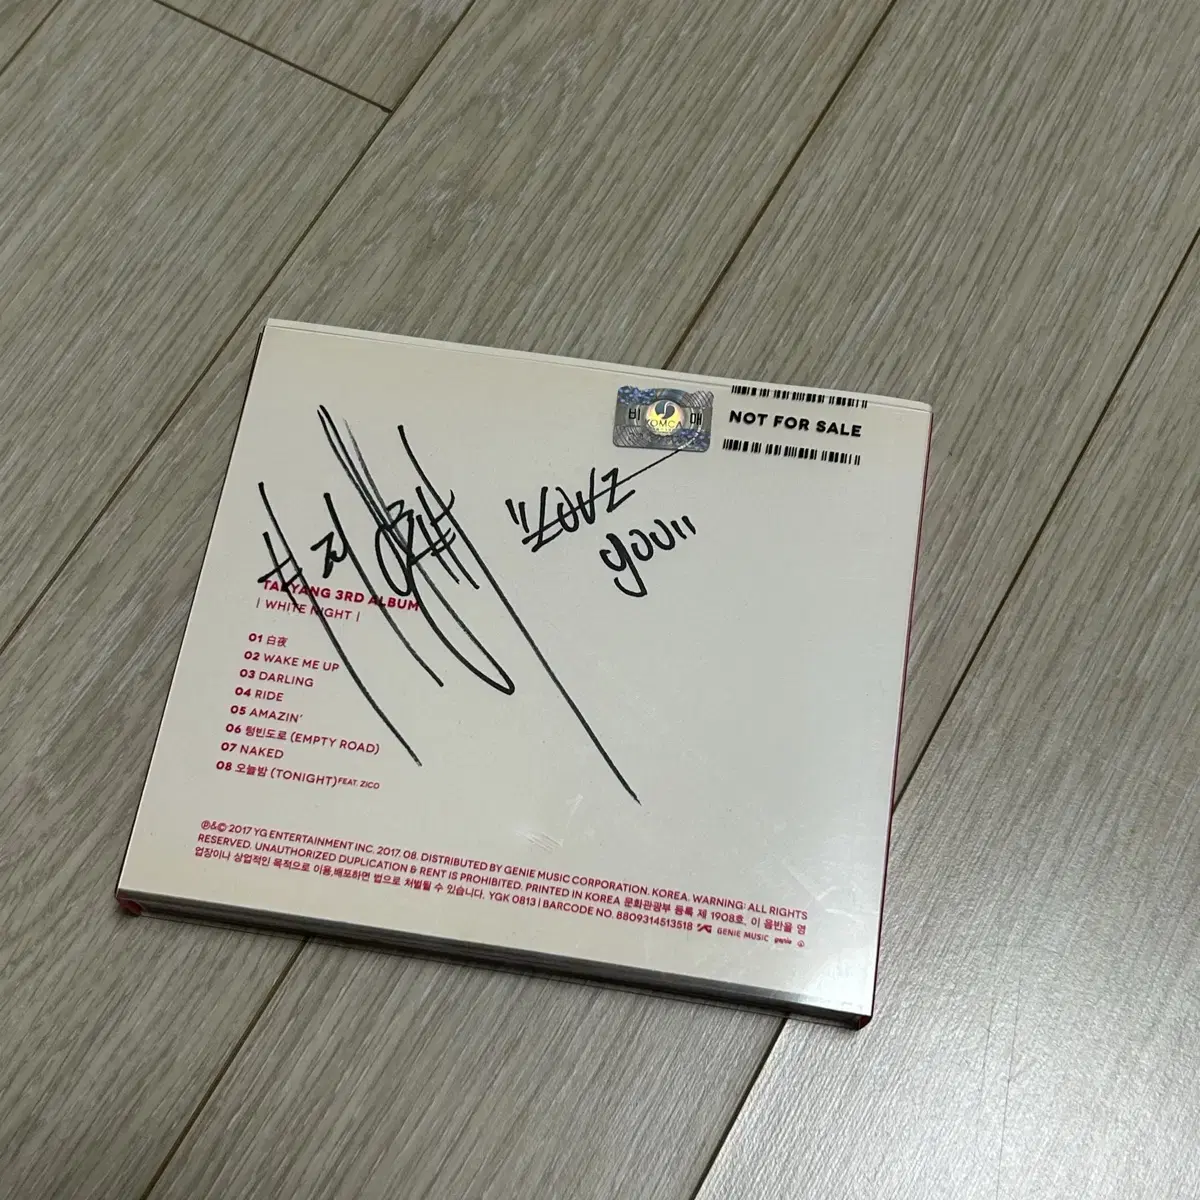 비 매
KOMCA
NOT FOR SALE
"LOVE
you"
TAEYANG 3RD ALBUM
| WHITE NIGHT |
01 白夜
02 WAKE ME UP
03 DARLING
04 RIDE
05 AMAZIN'
06 텅빈도로 (EMPTY ROAD)
07 NAKED
08 오늘밤 (TONIGHT) FEAT. ZICO
℗&© 2017 YG ENTERTAINMENT INC. 2017. 08. DISTRIBUTED BY GENIE MUSIC CORPORATION. KOREA. WARNING: ALL RIGHTS
RESERVED. UNAUTHORIZED DUPLICATION & RENT IS PROHIBITED. PRINTED IN KOREA 문화관광부 등록 제 1908호. 이 음반을 영
업장이나 상업적인 목적으로 이용,배포하면 법으로 처벌될 수 있습니다. YGK 0813 | BARCODE NO. 8809314513518 YG GENIE MUSIC genie